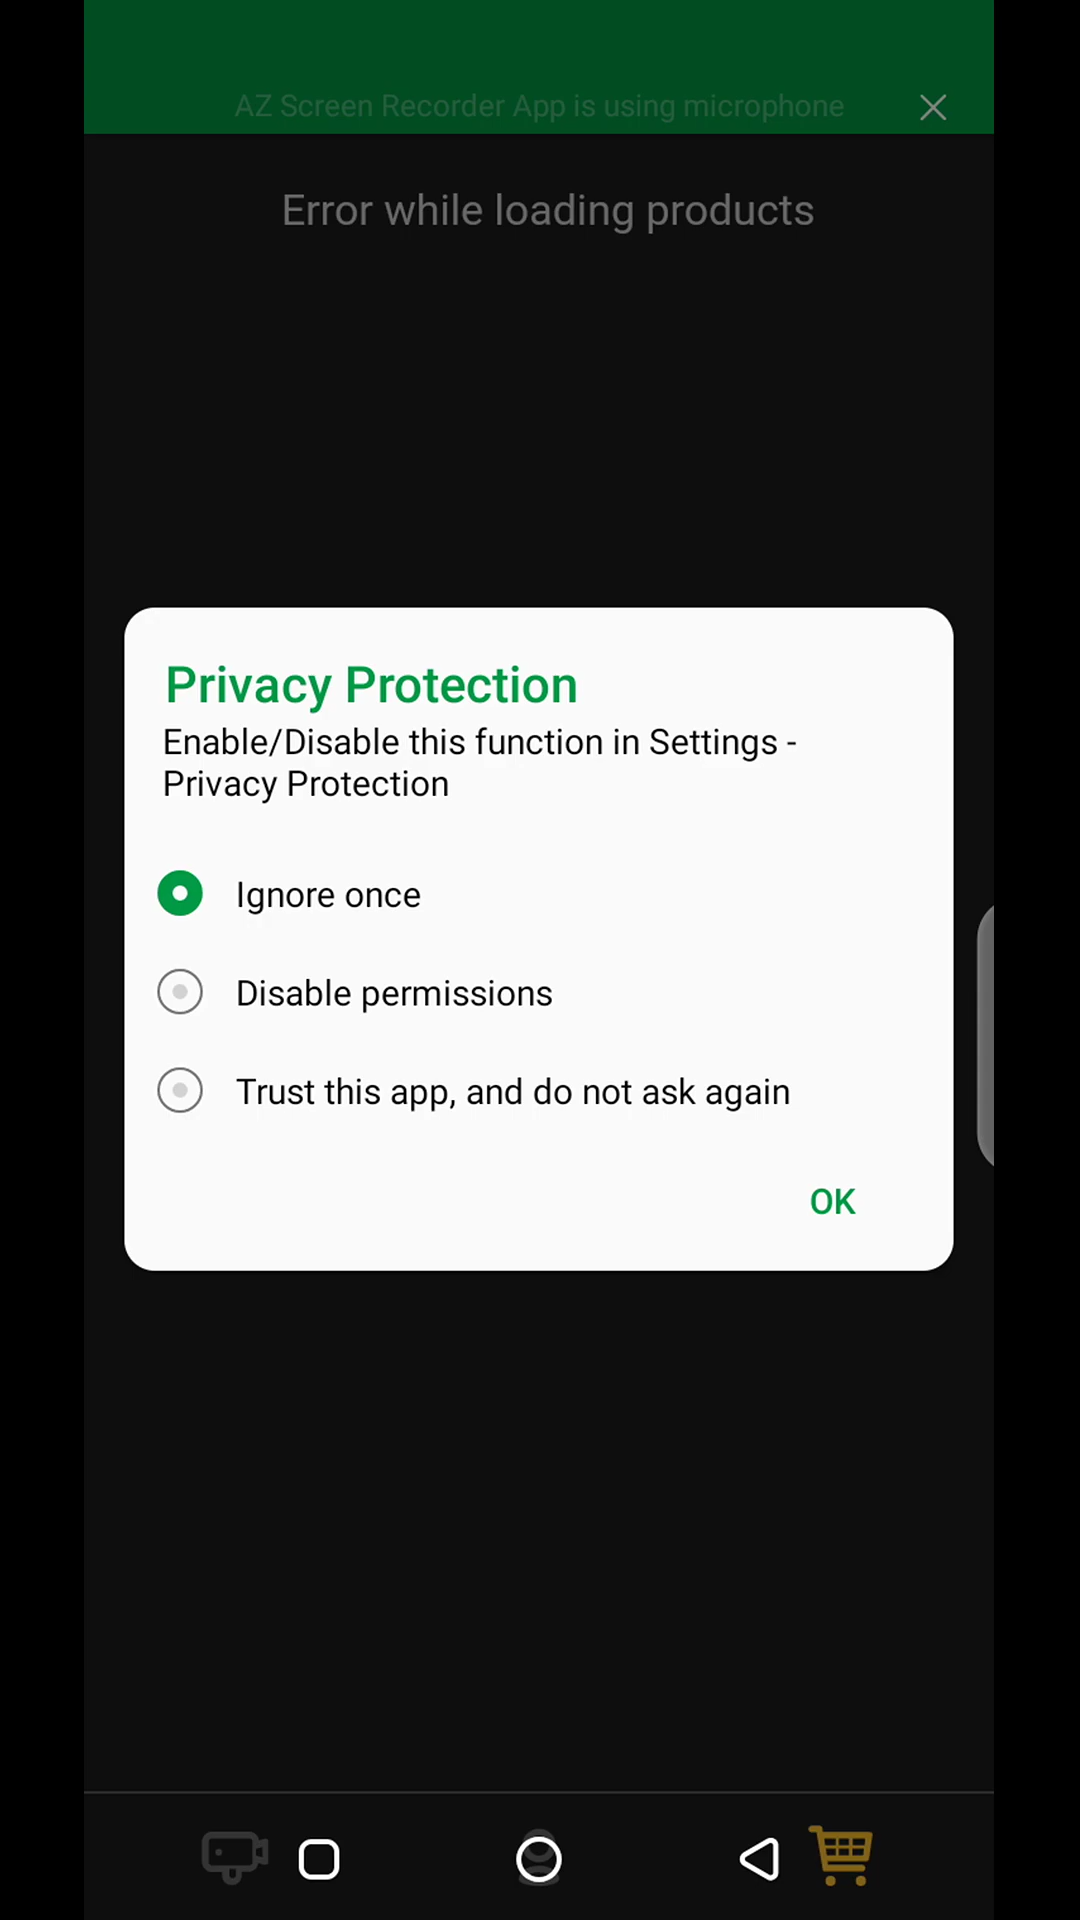 AZ Screen Recorder App is using microphone
Error while loading products
Privacy Protection
Enable/Disable this function in Settings -
Privacy Protection
Ignore once
Disable permissions
Trust this app, and do not ask again
OK